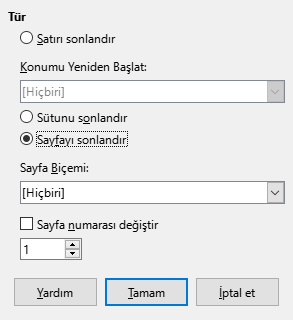 Tür
Satırı sonlandır
Konumu Yeniden Başlat:
[Hiçbiri]
Sütunu sonlandır
Sayfayı sonlandır
Sayfa Biçemi:
[Hiçbiri]
Sayfa numarası değiştir
1
Yardım Tamam İptal et